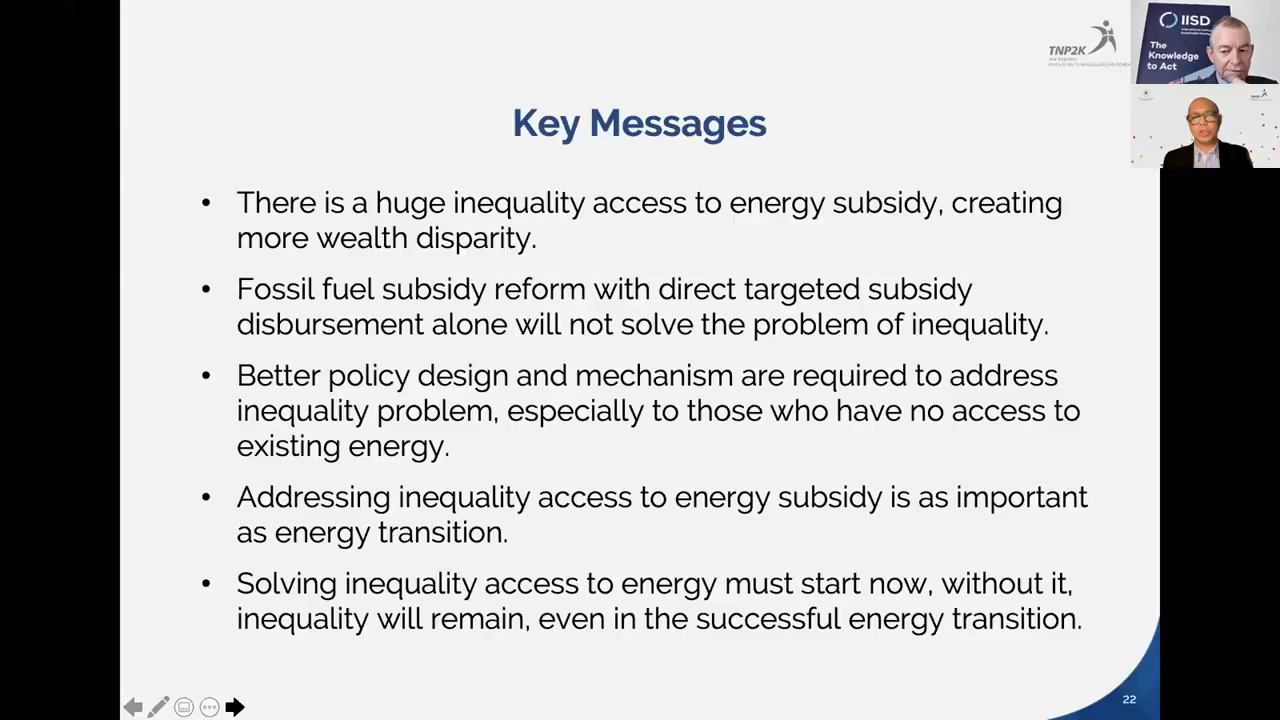 TNP2K
IISD
The
Knowledge
to Act
Key Messages
• There is a huge inequality access to energy subsidy, creating
more wealth disparity.
• Fossil fuel subsidy reform with direct targeted subsidy
disbursement alone will not solve the problem of inequality.
• Better policy design and mechanism are required to address
inequality problem, especially to those who have no access to
existing energy.
• Addressing inequality access to energy subsidy is as important
as energy transition.
• Solving inequality access to energy must start now, without it,
inequality will remain, even in the successful energy transition.
22